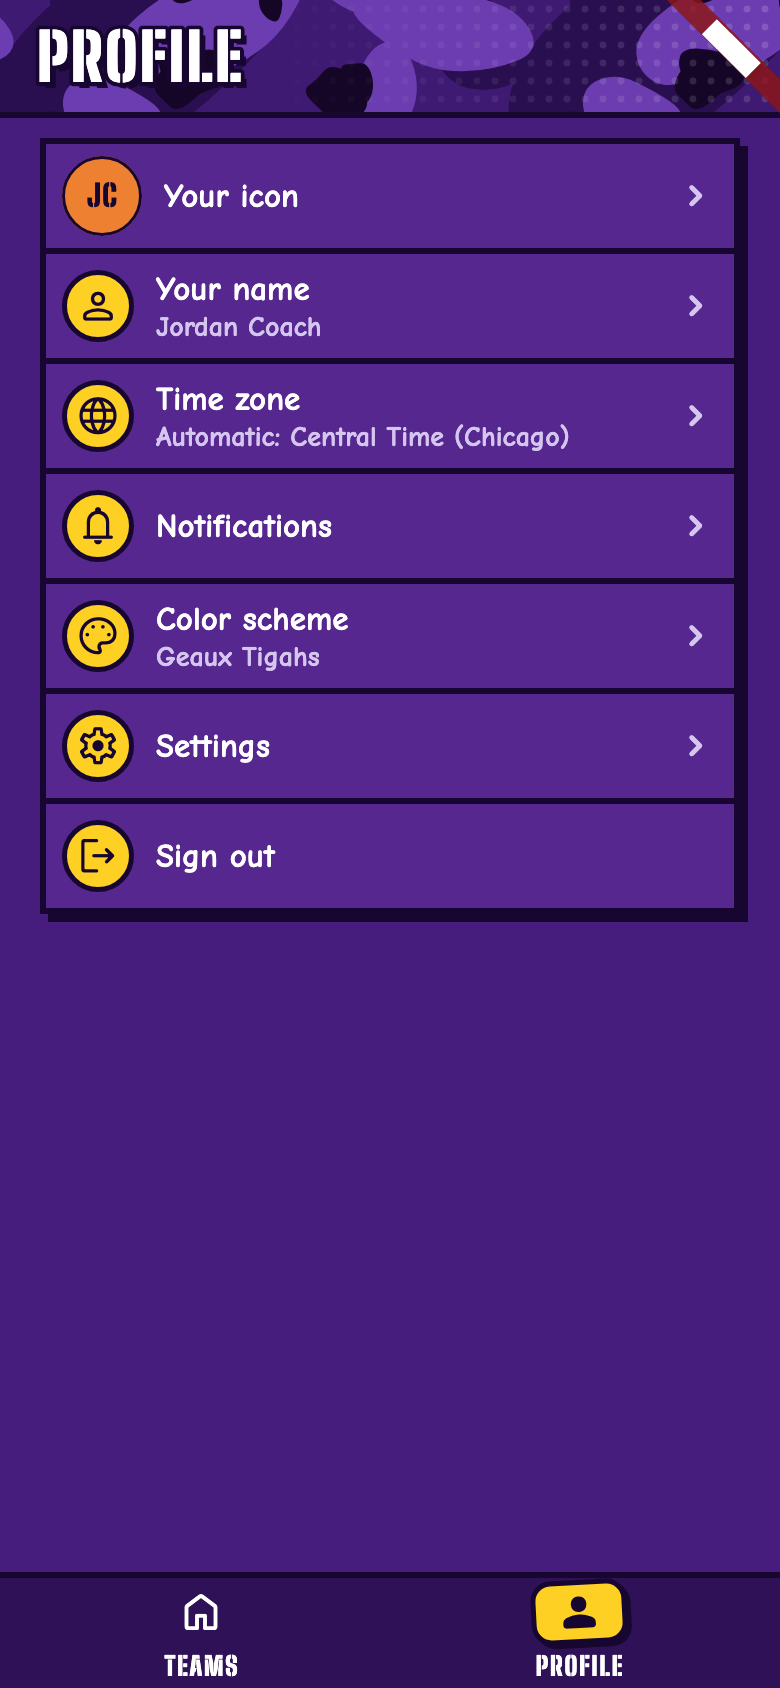 PROFILE
JC
Your icon
Your name
Jordan Coach
Time zone
Automatic: Central Time (Chicago)
Notifications
Color scheme
Geaux Tigahs
Settings
Sign out
TEAMS
PROFILE